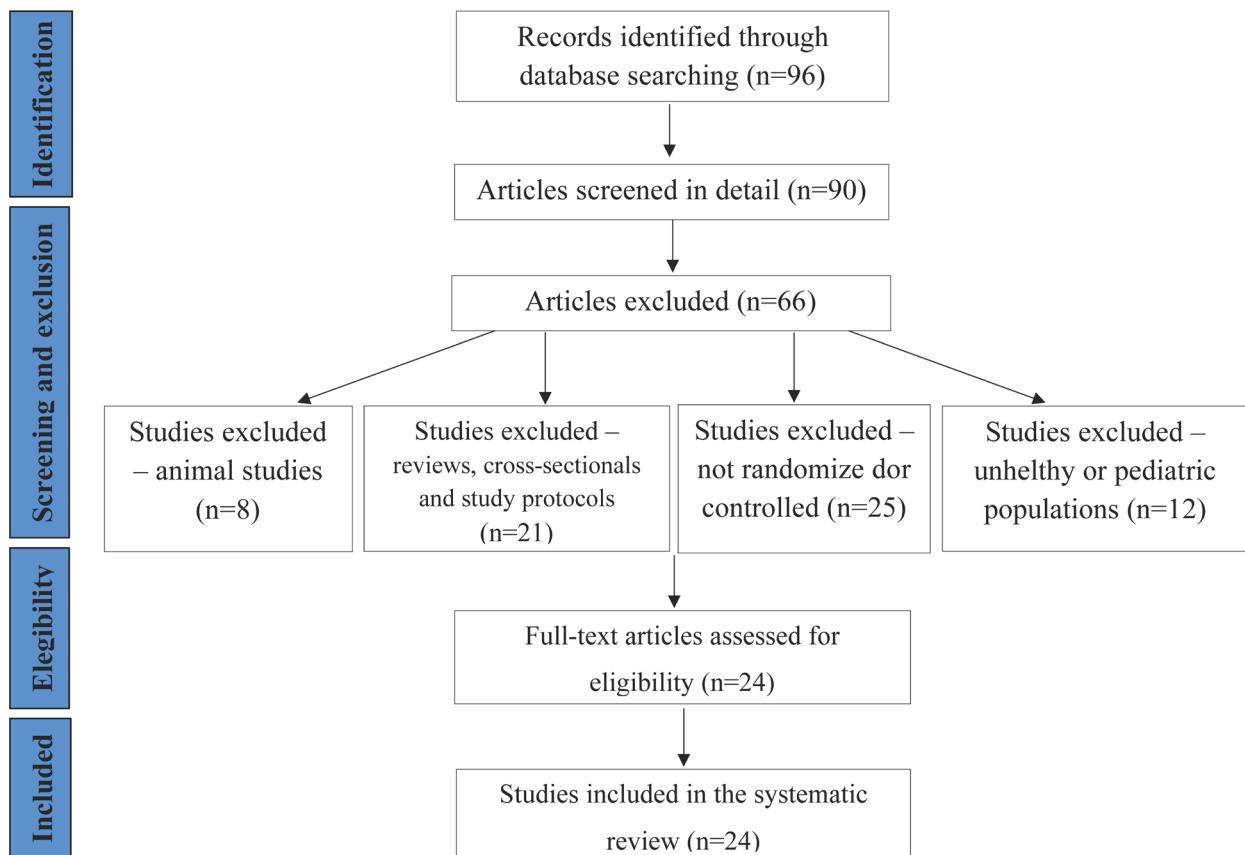 Identification
Records identified through
database searching (n=96)
Articles screened in detail (n=90)
Screening and exclusion
Articles excluded (n=66)
Studies excluded
– animal studies
(n=8)
Studies excluded –
reviews, cross-sectionals
and study protocols
(n=21)
Studies excluded –
not randomize dor
controlled (n=25)
Studies excluded –
unhelthy or pediatric
populations (n=12)
Elegibility
Full-text articles assessed for
eligibility (n=24)
Included
Studies included in the systematic
review (n=24)